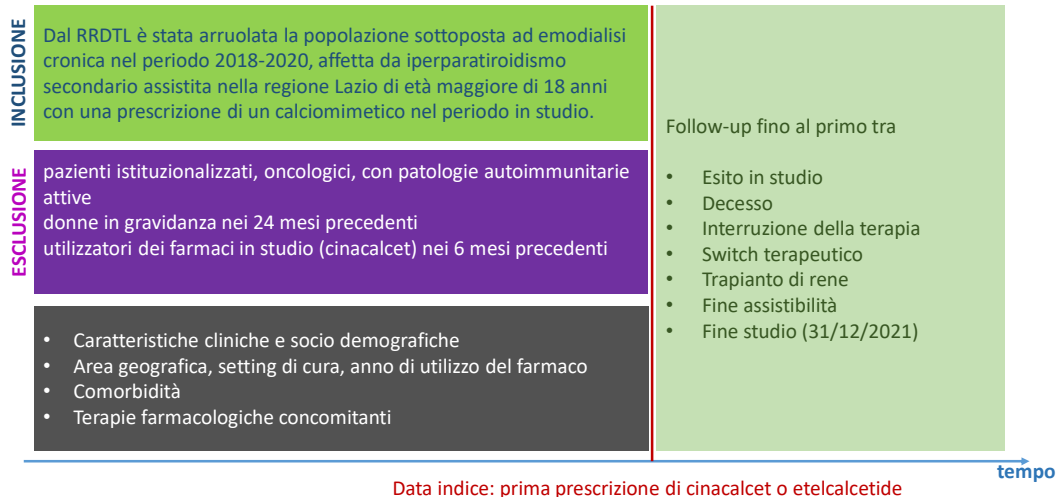 INCLUSIONE
Dal RRDTL è stata arruolata la popolazione sottoposta ad emodialisi
cronica nel periodo 2018-2020, affetta da iperparatiroidismo
secondario assistita nella regione Lazio di età maggiore di 18 anni
con una prescrizione di un calciomimetico nel periodo in studio.
ESCLUSIONE
pazienti istituzionalizzati, oncologici, con patologie autoimmunitarie
attive
donne in gravidanza nei 24 mesi precedenti
utilizzatori dei farmaci in studio (cinacalcet) nei 6 mesi precedenti
• Caratteristiche cliniche e socio demografiche
• Area geografica, setting di cura, anno di utilizzo del farmaco
• Comorbidità
• Terapie farmacologiche concomitanti
Follow-up fino al primo tra
• Esito in studio
• Decesso
• Interruzione della terapia
• Switch terapeutico
• Trapianto di rene
• Fine assistibilità
• Fine studio (31/12/2021)
tempo
Data indice: prima prescrizione di cinacalcet o etelcalcetide